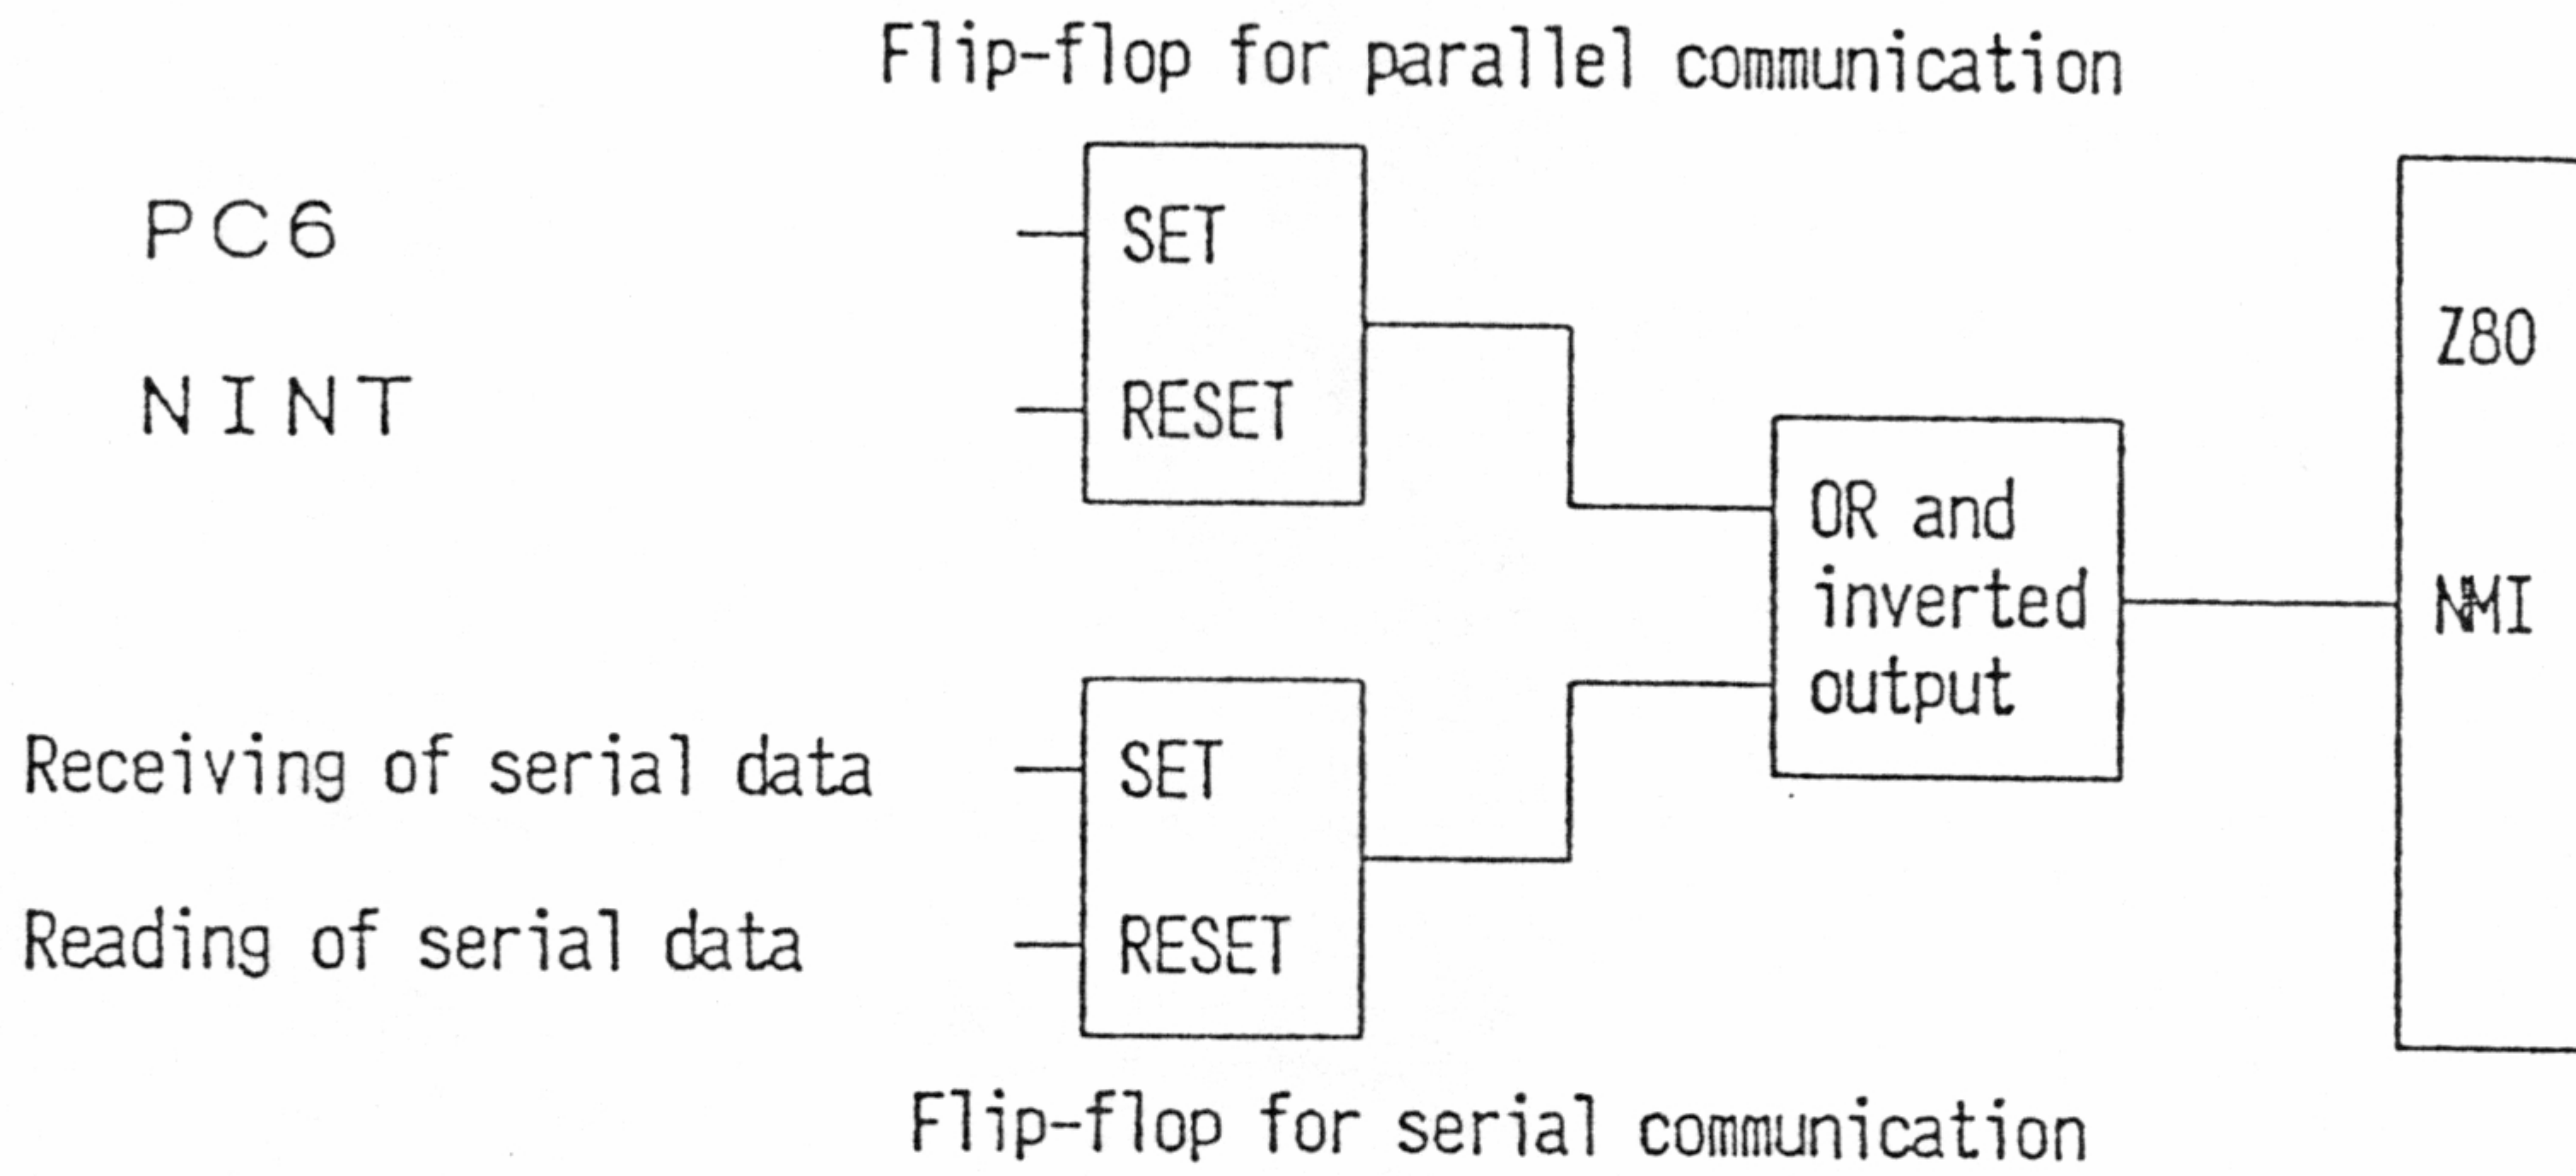 Flip-flop for parallel communication
PC6
SET
NINT
RESET
Z80
OR and
inverted
output
NMI
Receiving of serial data
SET
Reading of serial data
RESET
Flip-flop for serial communication